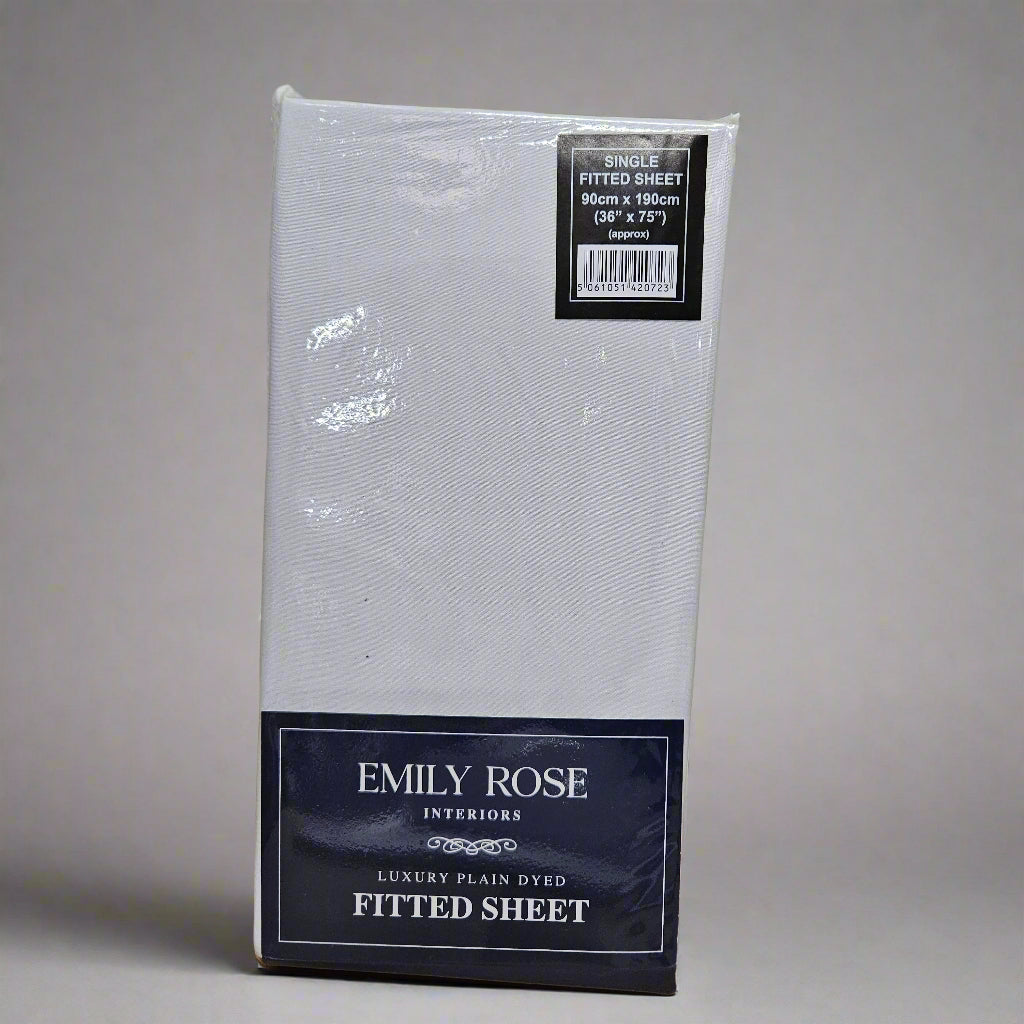 SINGLE
FITTED SHEET
90cm x 190cm
(36” x 75”)
(approx)
5 061051 420723
EMILY ROSE
INTERIORS
LUXURY PLAIN DYED
FITTED SHEET